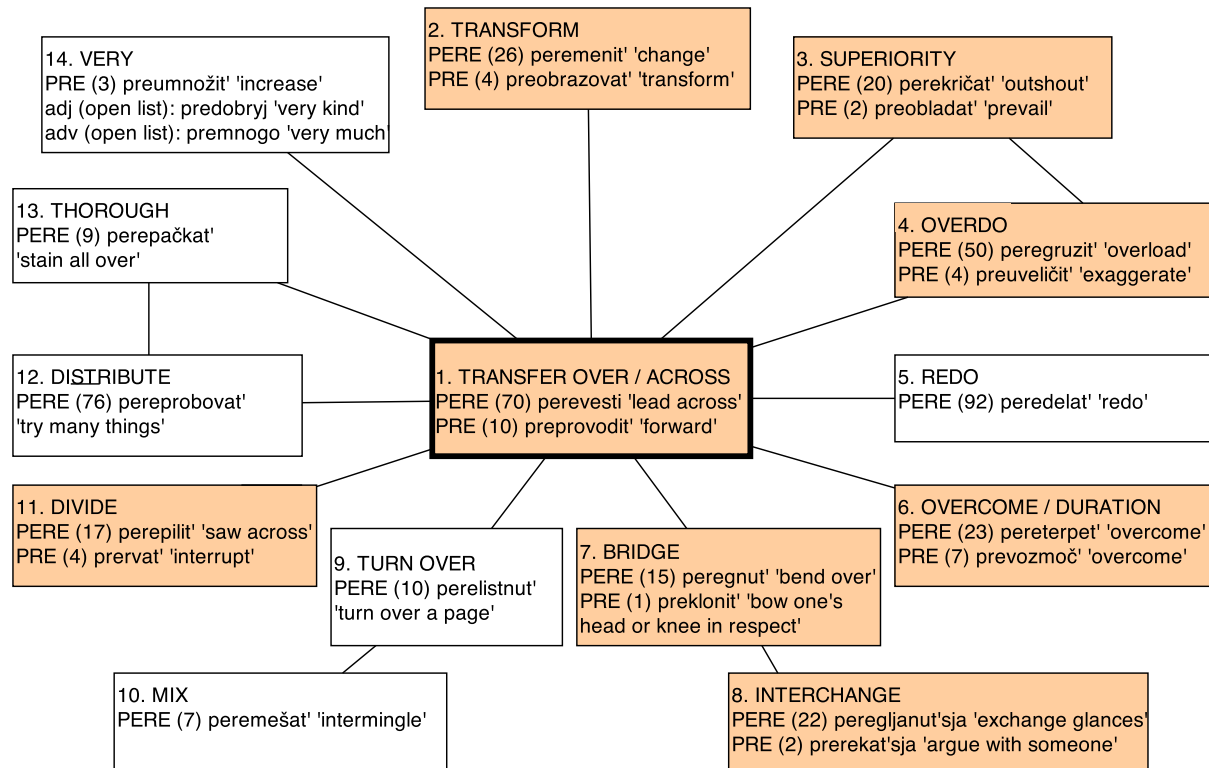 14. VERY
PRE (3) preumnožit' 'increase'
adj (open list): predobryj 'very kind'
adv (open list): premnogo 'very much'
2. TRANSFORM
PERE (26) peremenit' 'change'
PRE (4) preobrazovat' 'transform'
3. SUPERIORITY
PERE (20) perekričat' 'outshout'
PRE (2) preobladat' 'prevail'
13. THOROUGH
PERE (9) perepačkat'
'stain all over'
4. OVERDO
PERE (50) peregruzit' 'overload'
PRE (4) preuveličit' 'exaggerate'
12. DISTRIBUTE
PERE (76) pereprobovat'
'try many things'
1. TRANSFER OVER / ACROSS
PERE (70) perevesti 'lead across'
PRE (10) preprovodit' 'forward'
5. REDO
PERE (92) peredelat' 'redo'
11. DIVIDE
PERE (17) perepilit' 'saw across'
PRE (4) prervat' 'interrupt'
9. TURN OVER
PERE (10) perelistnut'
'turn over a page'
7. BRIDGE
PERE (15) peregnut' 'bend over'
PRE (1) preklonit' 'bow one's
head or knee in respect'
6. OVERCOME / DURATION
PERE (23) pereterpet' 'overcome'
PRE (7) prevozmoč' 'overcome'
10. MIX
PERE (7) peremešat' 'intermingle'
8. INTERCHANGE
PERE (22) peregljanut'sja 'exchange glances'
PRE (2) prerekat'sja 'argue with someone'